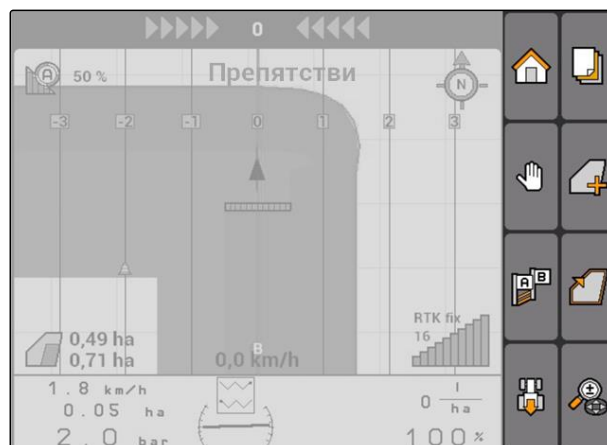 0
A 50 %
Препятстви
N
-3 -2 -1 0 1 2 3
A B
RTK fix
16
0,49 ha
0,71 ha
0,0 km/h
B
1.8 km/h
0.05 ha
2.0 bar
0 l/ha
100%